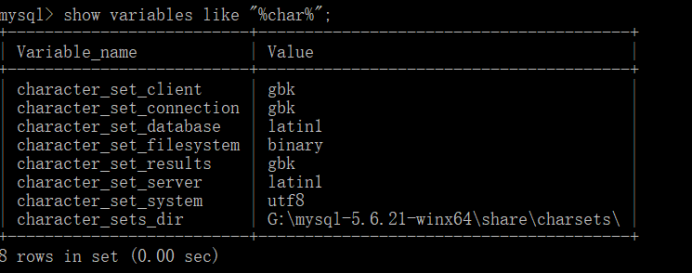 mysql> show variables like "%char%";
+--------------------------+---------------------------------------+
| Variable_name | Value |
+--------------------------+---------------------------------------+
| character_set_client | gbk |
| character_set_connection | gbk |
| character_set_database | latin1 |
| character_set_filesystem | binary |
| character_set_results | gbk |
| character_set_server | latin1 |
| character_set_system | utf8 |
| character_sets_dir | G:\mysql-5.6.21-winx64\share\charsets\ |
+--------------------------+---------------------------------------+
8 rows in set (0.00 sec)